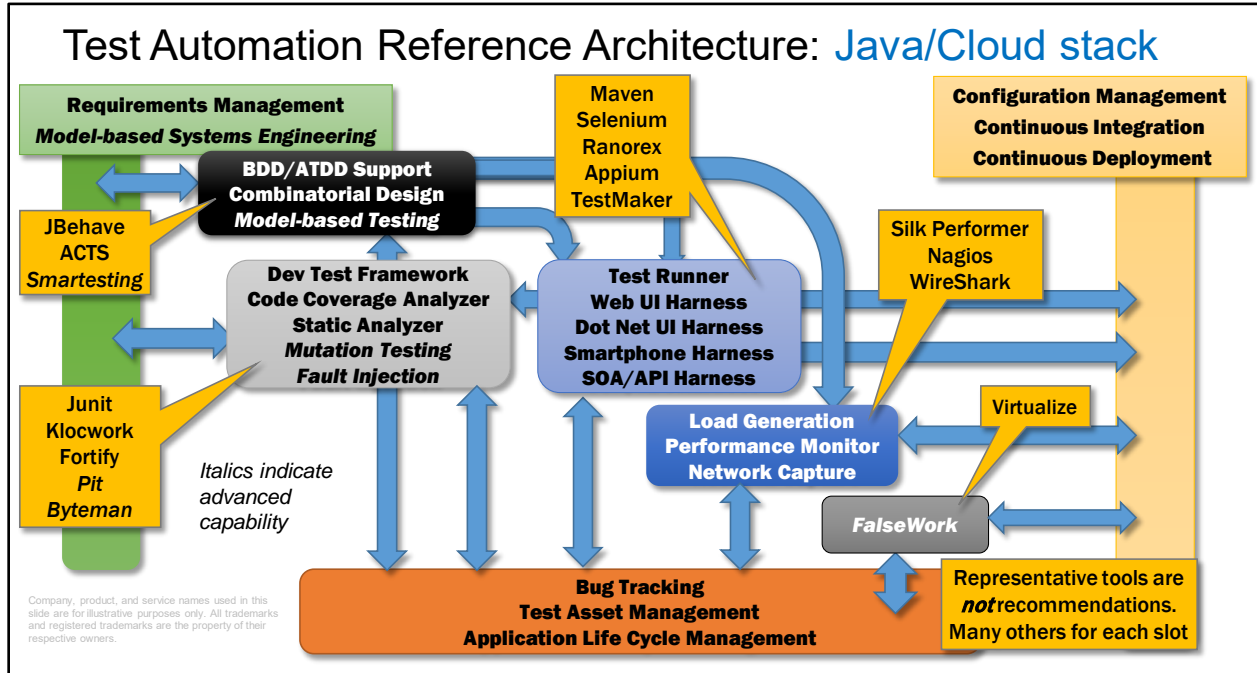 Test Automation Reference Architecture: Java/Cloud stack
Requirements Management
Model-based Systems Engineering
BDD/ATDD Support
Combinatorial Design
Model-based Testing
JBehave
ACTS
Smartesting
Maven
Selenium
Ranorex
Appium
TestMaker
Configuration Management
Continuous Integration
Continuous Deployment
Silk Performer
Nagios
WireShark
Dev Test Framework
Code Coverage Analyzer
Static Analyzer
Mutation Testing
Fault Injection
Test Runner
Web UI Harness
Dot Net UI Harness
Smartphone Harness
SOA/API Harness
Junit
Klocwork
Fortify
Pit
Byteman
Italics indicate
advanced
capability
Load Generation
Performance Monitor
Network Capture
Virtualize
FalseWork
Bug Tracking
Test Asset Management
Application Life Cycle Management
Representative tools are
not recommendations.
Many others for each slot
Company, product, and service names used in this
slide are for illustrative purposes only. All trademarks
and registered trademarks are the property of their
respective owners.